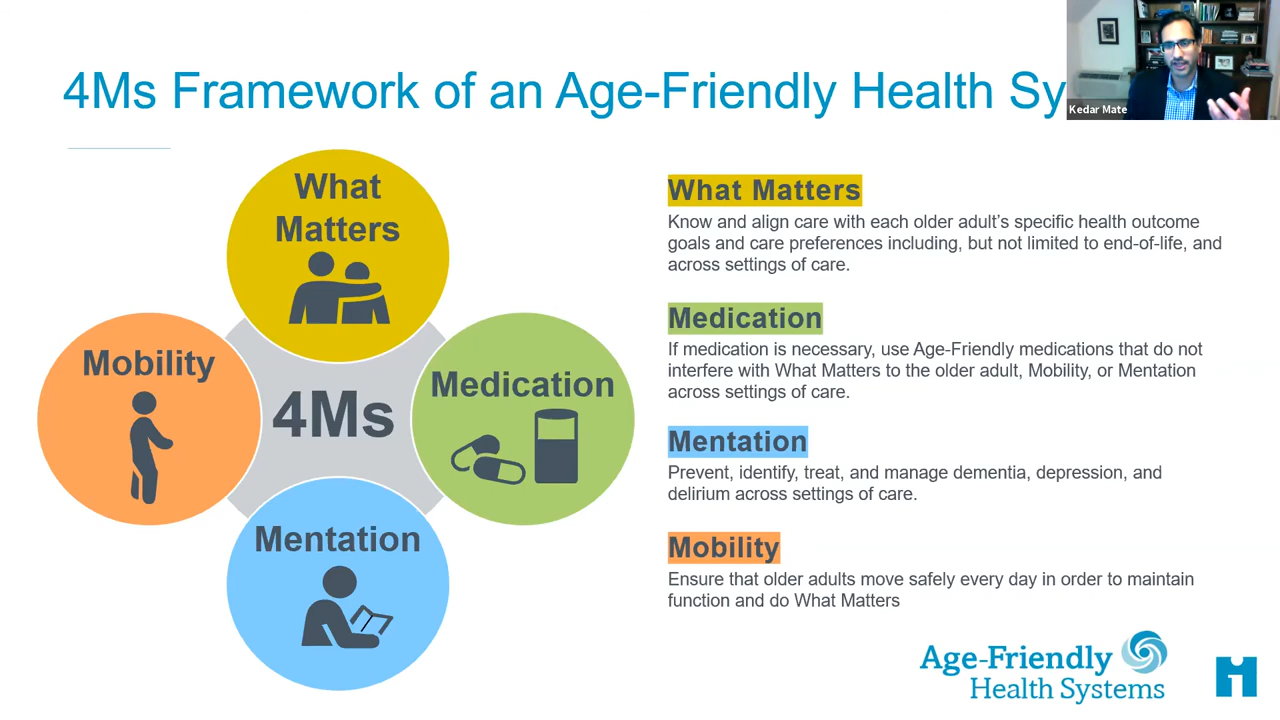 4Ms Framework of an Age-Friendly Health Sy
Kedar Mate
What
Matters
Mobility
4Ms
Medication
Mentation
What Matters
Know and align care with each older adult’s specific health outcome
goals and care preferences including, but not limited to end-of-life, and
across settings of care.
Medication
If medication is necessary, use Age-Friendly medications that do not
interfere with What Matters to the older adult, Mobility, or Mentation
across settings of care.
Mentation
Prevent, identify, treat, and manage dementia, depression, and
delirium across settings of care.
Mobility
Ensure that older adults move safely every day in order to maintain
function and do What Matters
Age-Friendly
Health Systems